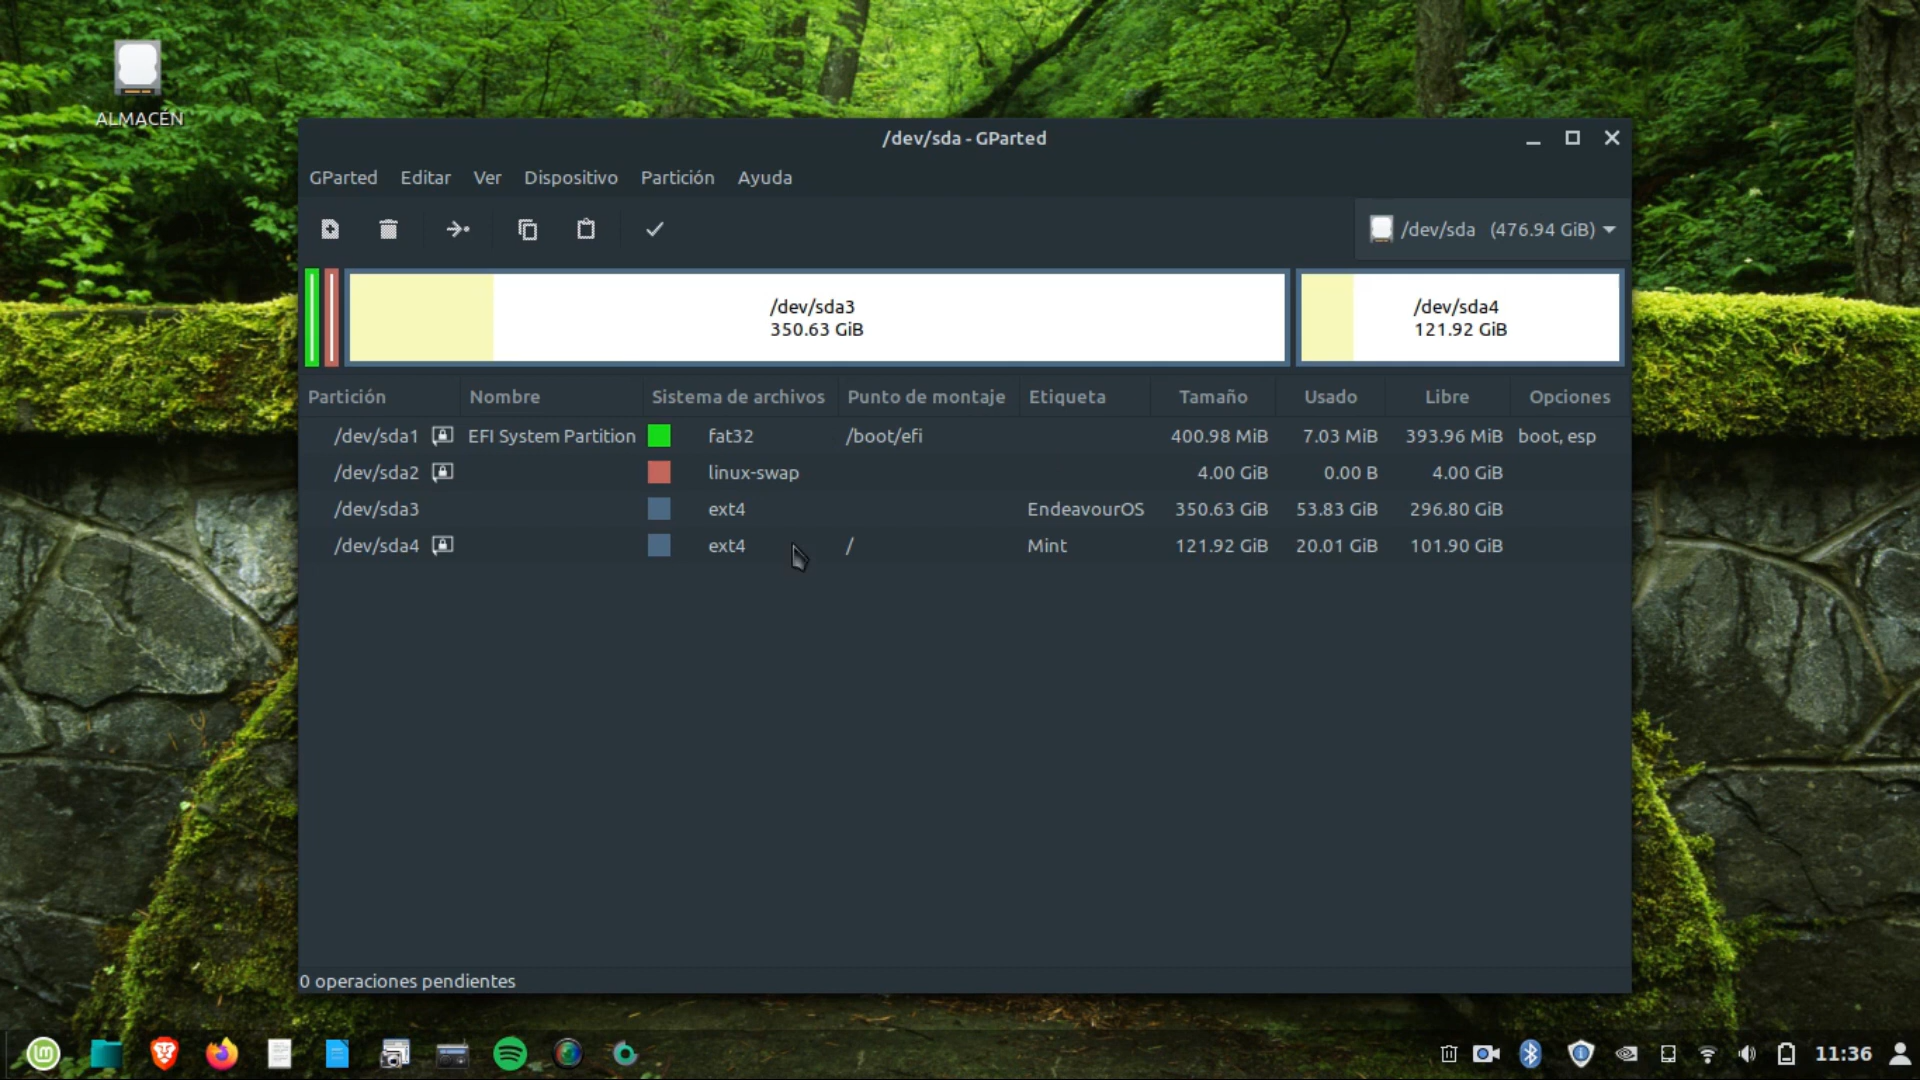 ALMACÉN
/dev/sda - GParted
GParted Editar Ver Dispositivo Partición Ayuda
/dev/sda (476.94 GiB)
/dev/sda3
350.63 GiB
/dev/sda4
121.92 GiB
Partición Nombre Sistema de archivos Punto de montaje Etiqueta Tamaño Usado Libre Opciones
/dev/sda1 EFI System Partition fat32 /boot/efi 400.98 MiB 7.03 MiB 393.96 MiB boot, esp
/dev/sda2 linux-swap 4.00 GiB 0.00 B 4.00 GiB
/dev/sda3 ext4 EndeavourOS 350.63 GiB 53.83 GiB 296.80 GiB
/dev/sda4 ext4 / Mint 121.92 GiB 20.01 GiB 101.90 GiB
0 operaciones pendientes
11:36